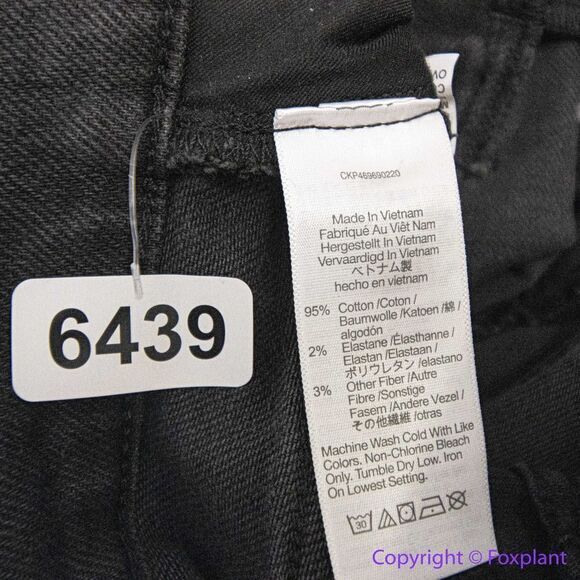 6439
CKP469690220
Made In Vietnam
Fabriqué Au Việt Nam
Hergestellt In Vietnam
Vervaardigd In Vietnam
ベトナム製
hecho en vietnam
95% Cotton /Coton/
Baumwolle /Katoen /綿/
algodón
2% Elastane /Élasthanne/
Elastan /Elastaan/
ポリウレタン /elastano
3% Other Fiber /Autre
Fibre /Sonstige
Fasern /Andere Vezel /
その他繊維 /otras
Machine Wash Cold With Like
Colors. Non-Chlorine Bleach
Only. Tumble Dry Low. Iron
On Lowest Setting.
30
Copyright © Foxplant